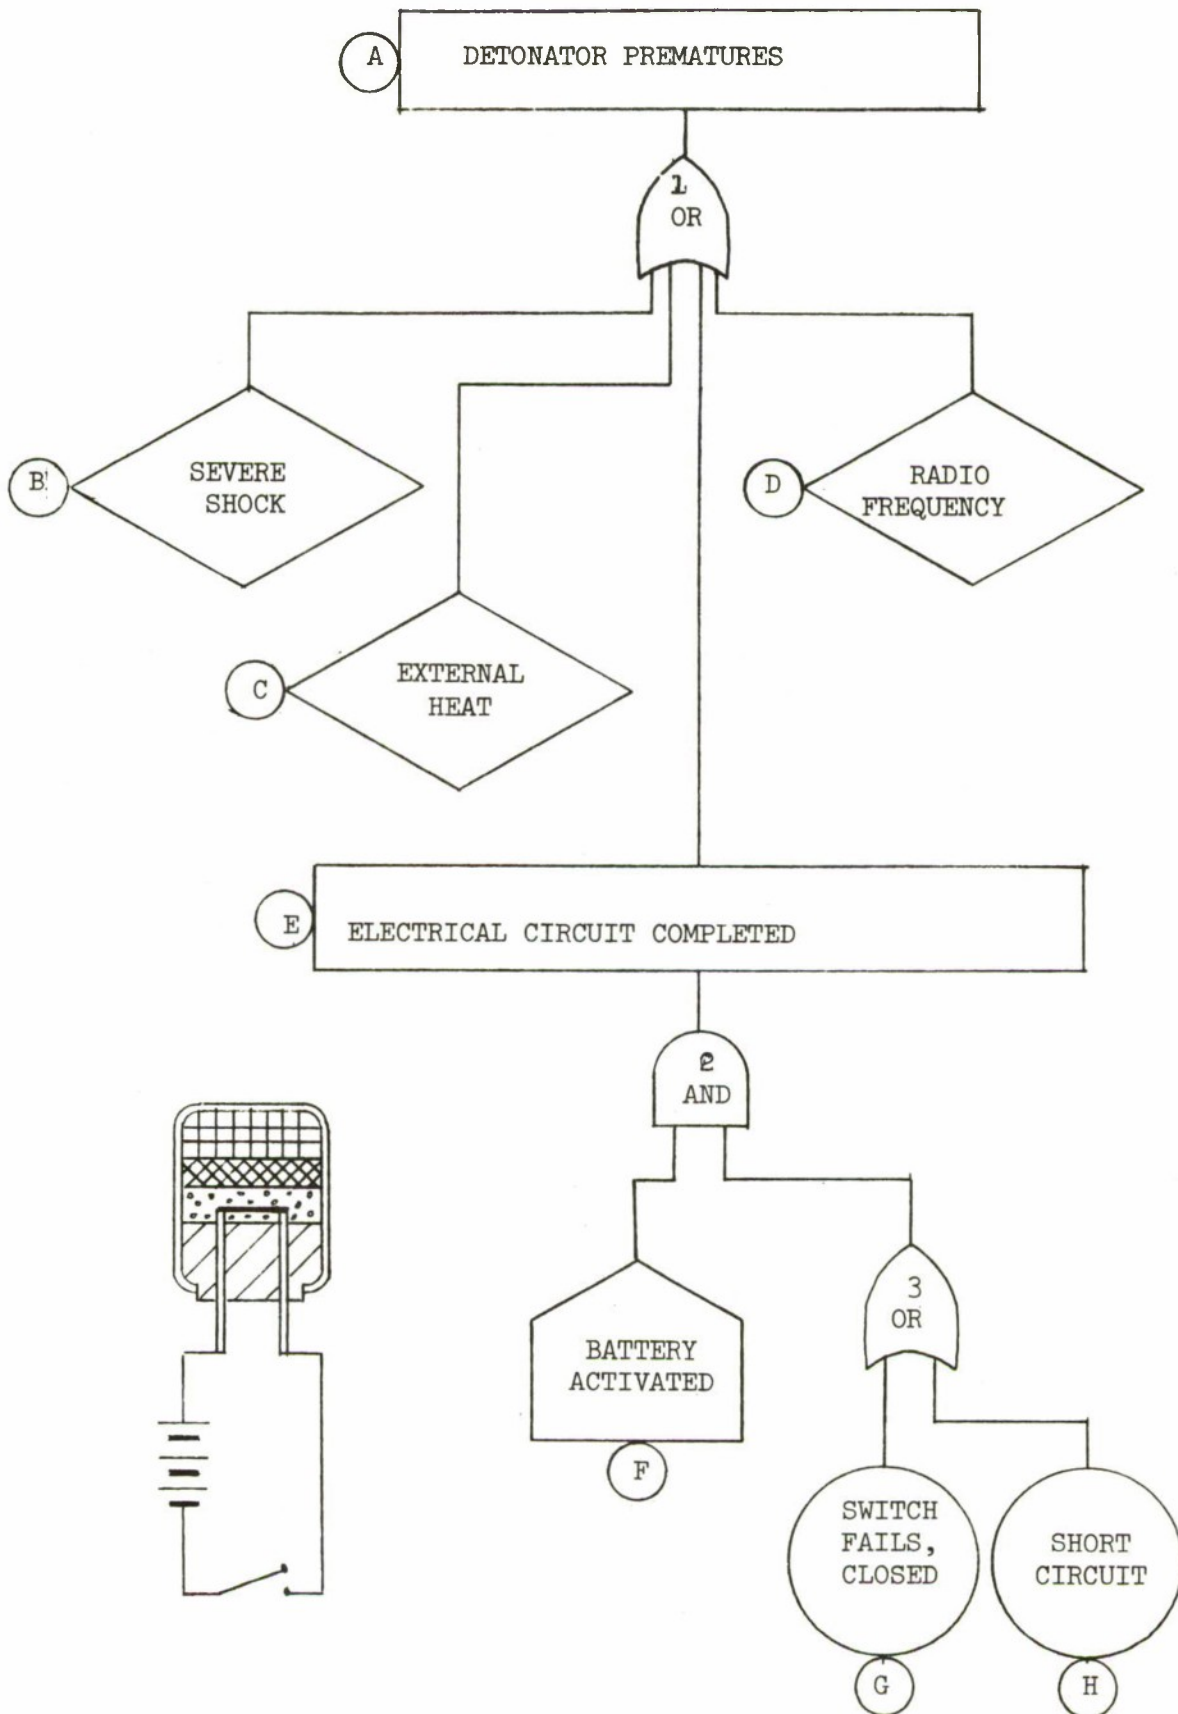 A
DETONATOR PREMATURES
1
OR
B
SEVERE
SHOCK
D
RADIO
FREQUENCY
C
EXTERNAL
HEAT
E
ELECTRICAL CIRCUIT COMPLETED
2
AND
3
OR
BATTERY
ACTIVATED
F
SWITCH
FAILS,
CLOSED
SHORT
CIRCUIT
G
H